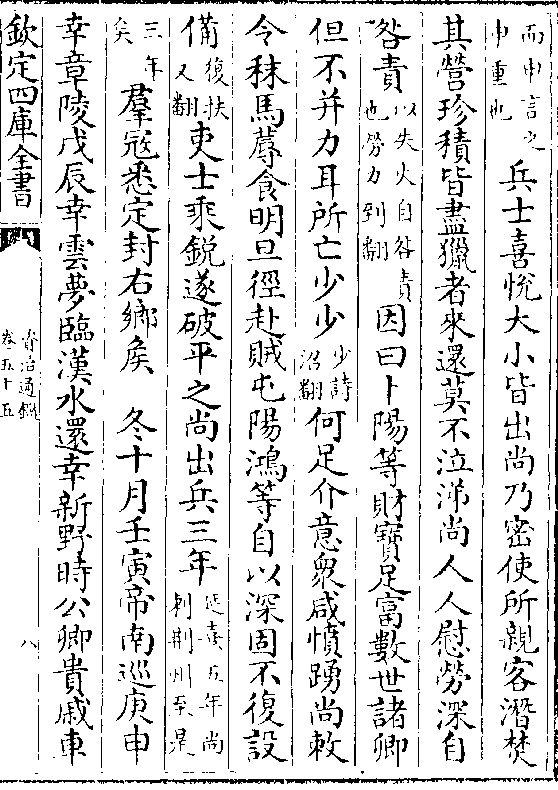 而申言之
申重也
兵士喜悅大小皆出尚乃密使所親客潛焚
其營珍積皆盡獵者來還莫不泣涕尚人人慰勞深自
咎責
以失火自咎責
也勞力到翻
因曰卜陽等財寶足富數世諸卿
但不并力耳所亡少少
少詩
沼翻
何足介意衆咸憤踴尚敕
令秣馬蓐食明旦徑赴賊屯陽鴻等自以深固不復設
備
復扶
又翻
吏士乘鋭遂破平之尚出兵三年
延熹五年尚
刺荆州至是
三年
矣
羣寇悉定封右鄉矦 冬十月壬寅帝南巡庚申
幸章陵戊辰幸雲夢臨漢水還幸新野時公卿貴戚車
欽定四庫全書
資治通鑑
卷五十五
八